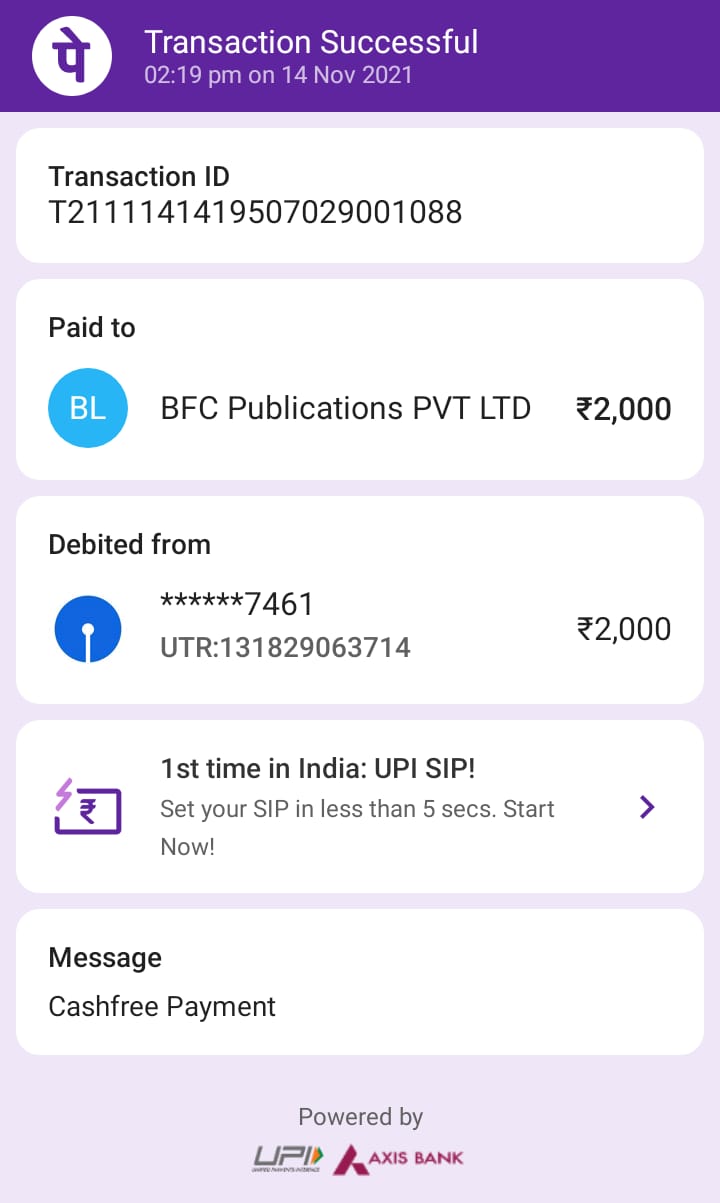 पे
Transaction Successful
02:19 pm on 14 Nov 2021
Transaction ID
T2111141419507029001088
Paid to
BL
BFC Publications PVT LTD
₹2,000
Debited from
******7461
UTR:131829063714
₹2,000
₹
1st time in India: UPI SIP!
Set your SIP in less than 5 secs. Start
Now!
Message
Cashfree Payment
Powered by
UPI
UNIFIED PAYMENTS INTERFACE
AXIS BANK